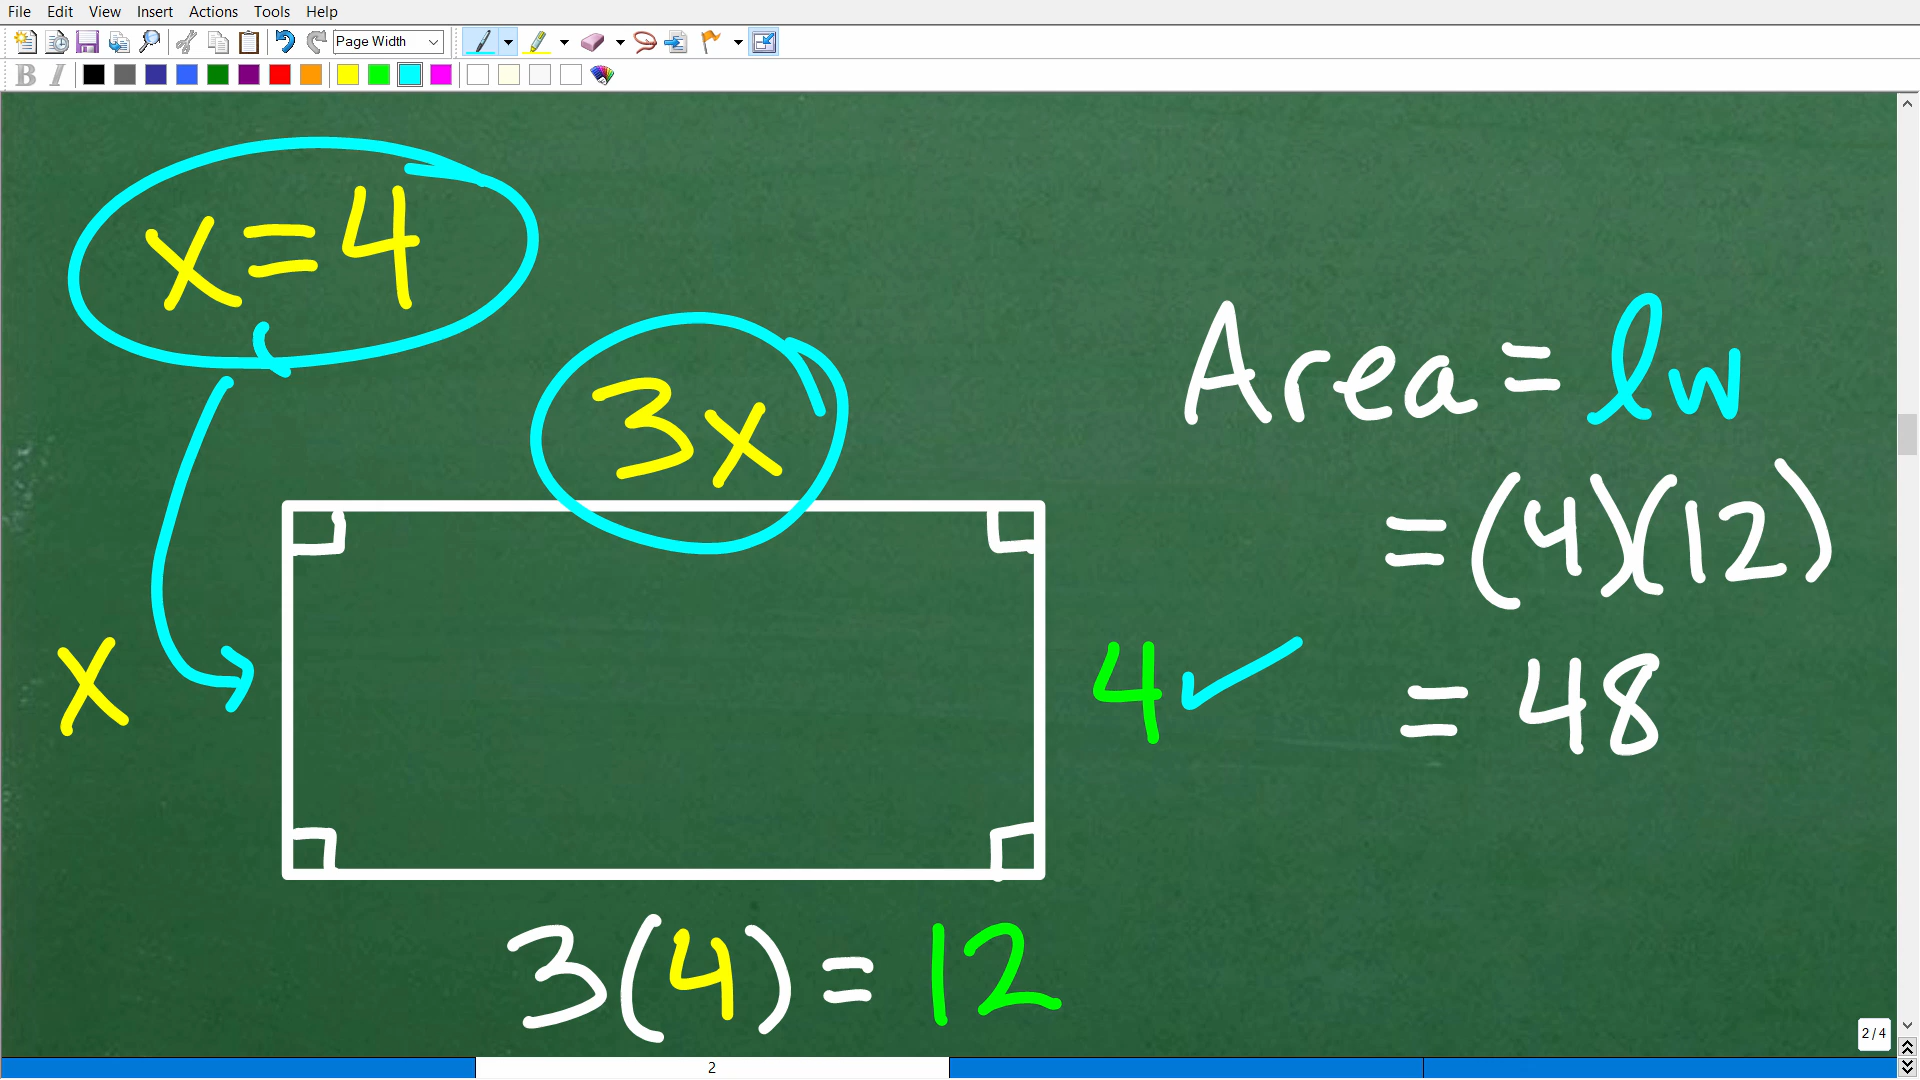 File Edit View Insert Actions Tools Help
Page Width
B I
x=4
3x
Area = lw
= (4)(12)
x
4
= 48
3(4) = 12
2 / 4
2